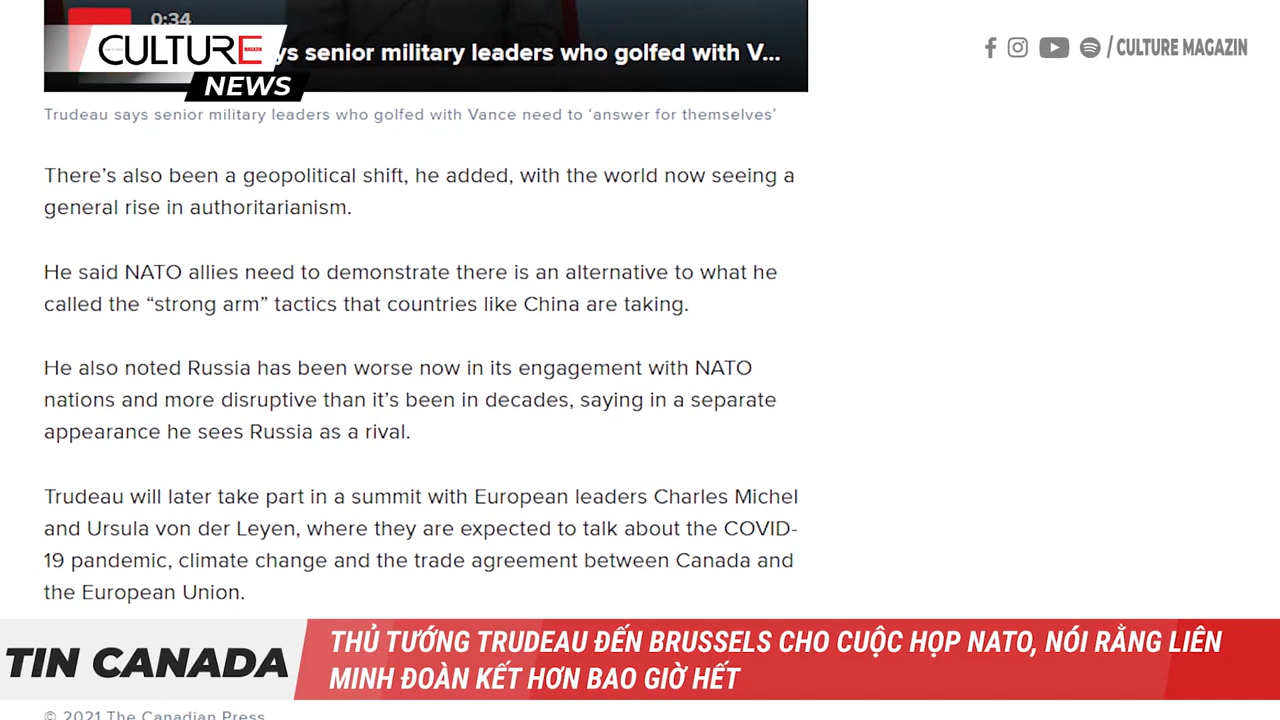 0:34
CULTURE
MAGAZIN
/ CULTURE MAGAZIN
ys senior military leaders who golfed with V...
NEWS
Trudeau says senior military leaders who golfed with Vance need to ‘answer for themselves’
There’s also been a geopolitical shift, he added, with the world now seeing a
general rise in authoritarianism.
He said NATO allies need to demonstrate there is an alternative to what he
called the “strong arm” tactics that countries like China are taking.
He also noted Russia has been worse now in its engagement with NATO
nations and more disruptive than it’s been in decades, saying in a separate
appearance he sees Russia as a rival.
Trudeau will later take part in a summit with European leaders Charles Michel
and Ursula von der Leyen, where they are expected to talk about the COVID-
19 pandemic, climate change and the trade agreement between Canada and
the European Union.
TIN CANADA
THỦ TƯỚNG TRUDEAU ĐẾN BRUSSELS CHO CUỘC HỌP NATO, NÓI RẰNG LIÊN
MINH ĐOÀN KẾT HƠN BAO GIỜ HẾT
© 2021 The Canadian Press